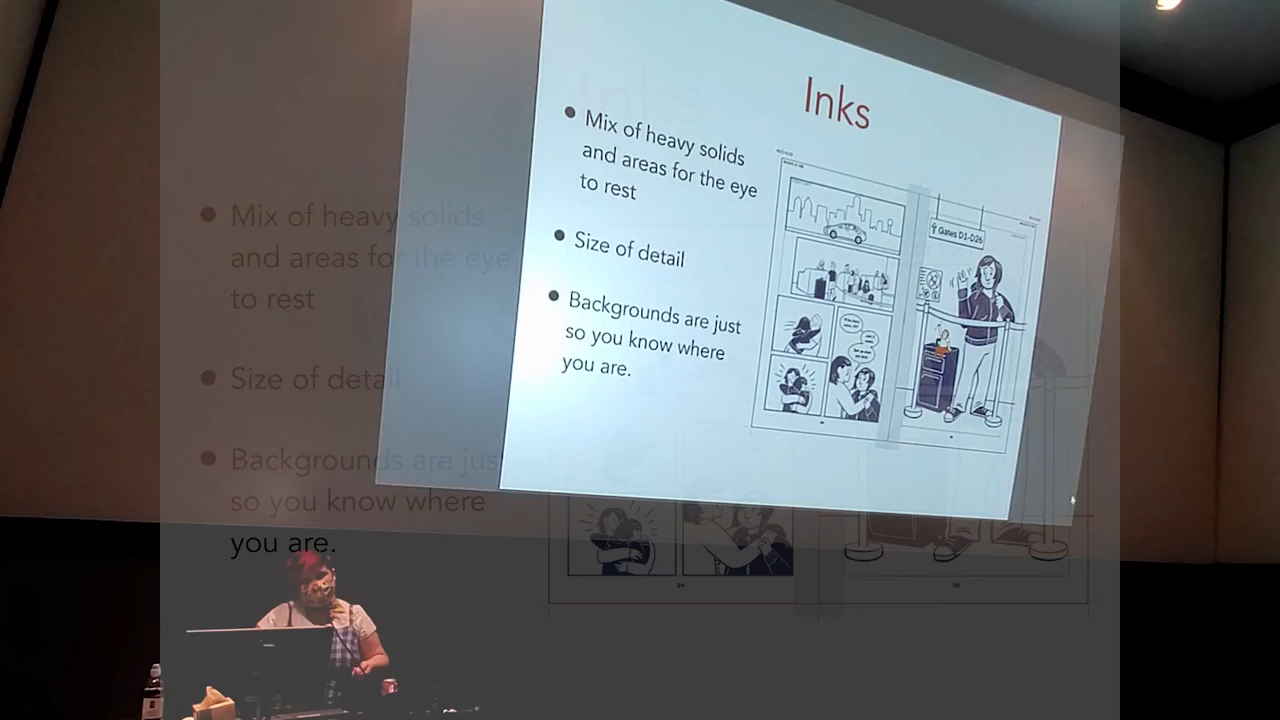 Inks
Mix of heavy solids
and areas for the eye
to rest
Size of detail
Backgrounds are just
so you know where
you are.
Gates D1-D26
Mix of heavy solids
and areas for the eye
to rest
Size of detail
Backgrounds are just
so you know where
you are.